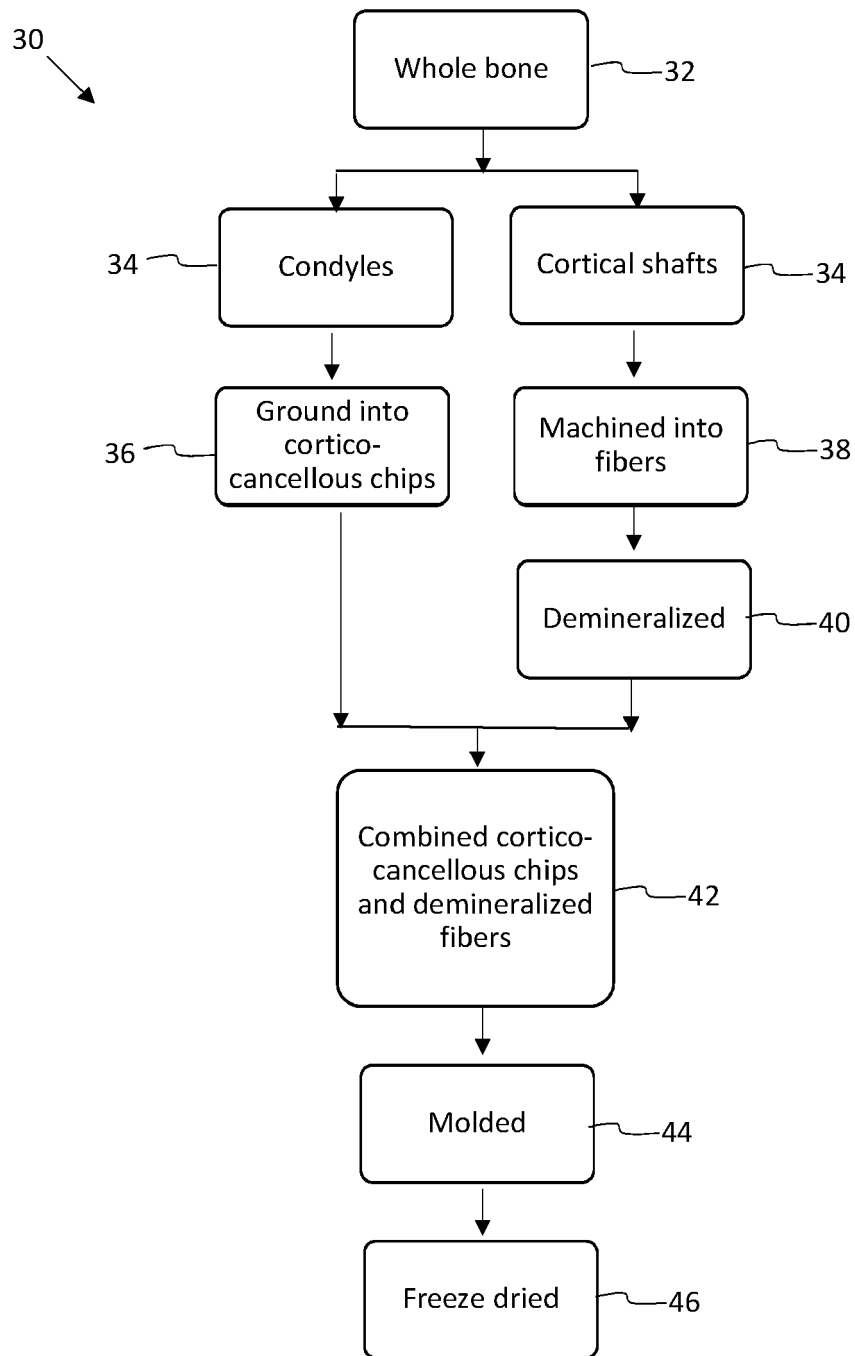 30
Whole bone
32
34
Condyles
Cortical shafts
34
36
Ground into
cortico-
cancellous chips
Machined into
fibers
38
Demineralized
40
Combined cortico-
cancellous chips
and demineralized
fibers
42
Molded
44
Freeze dried
46